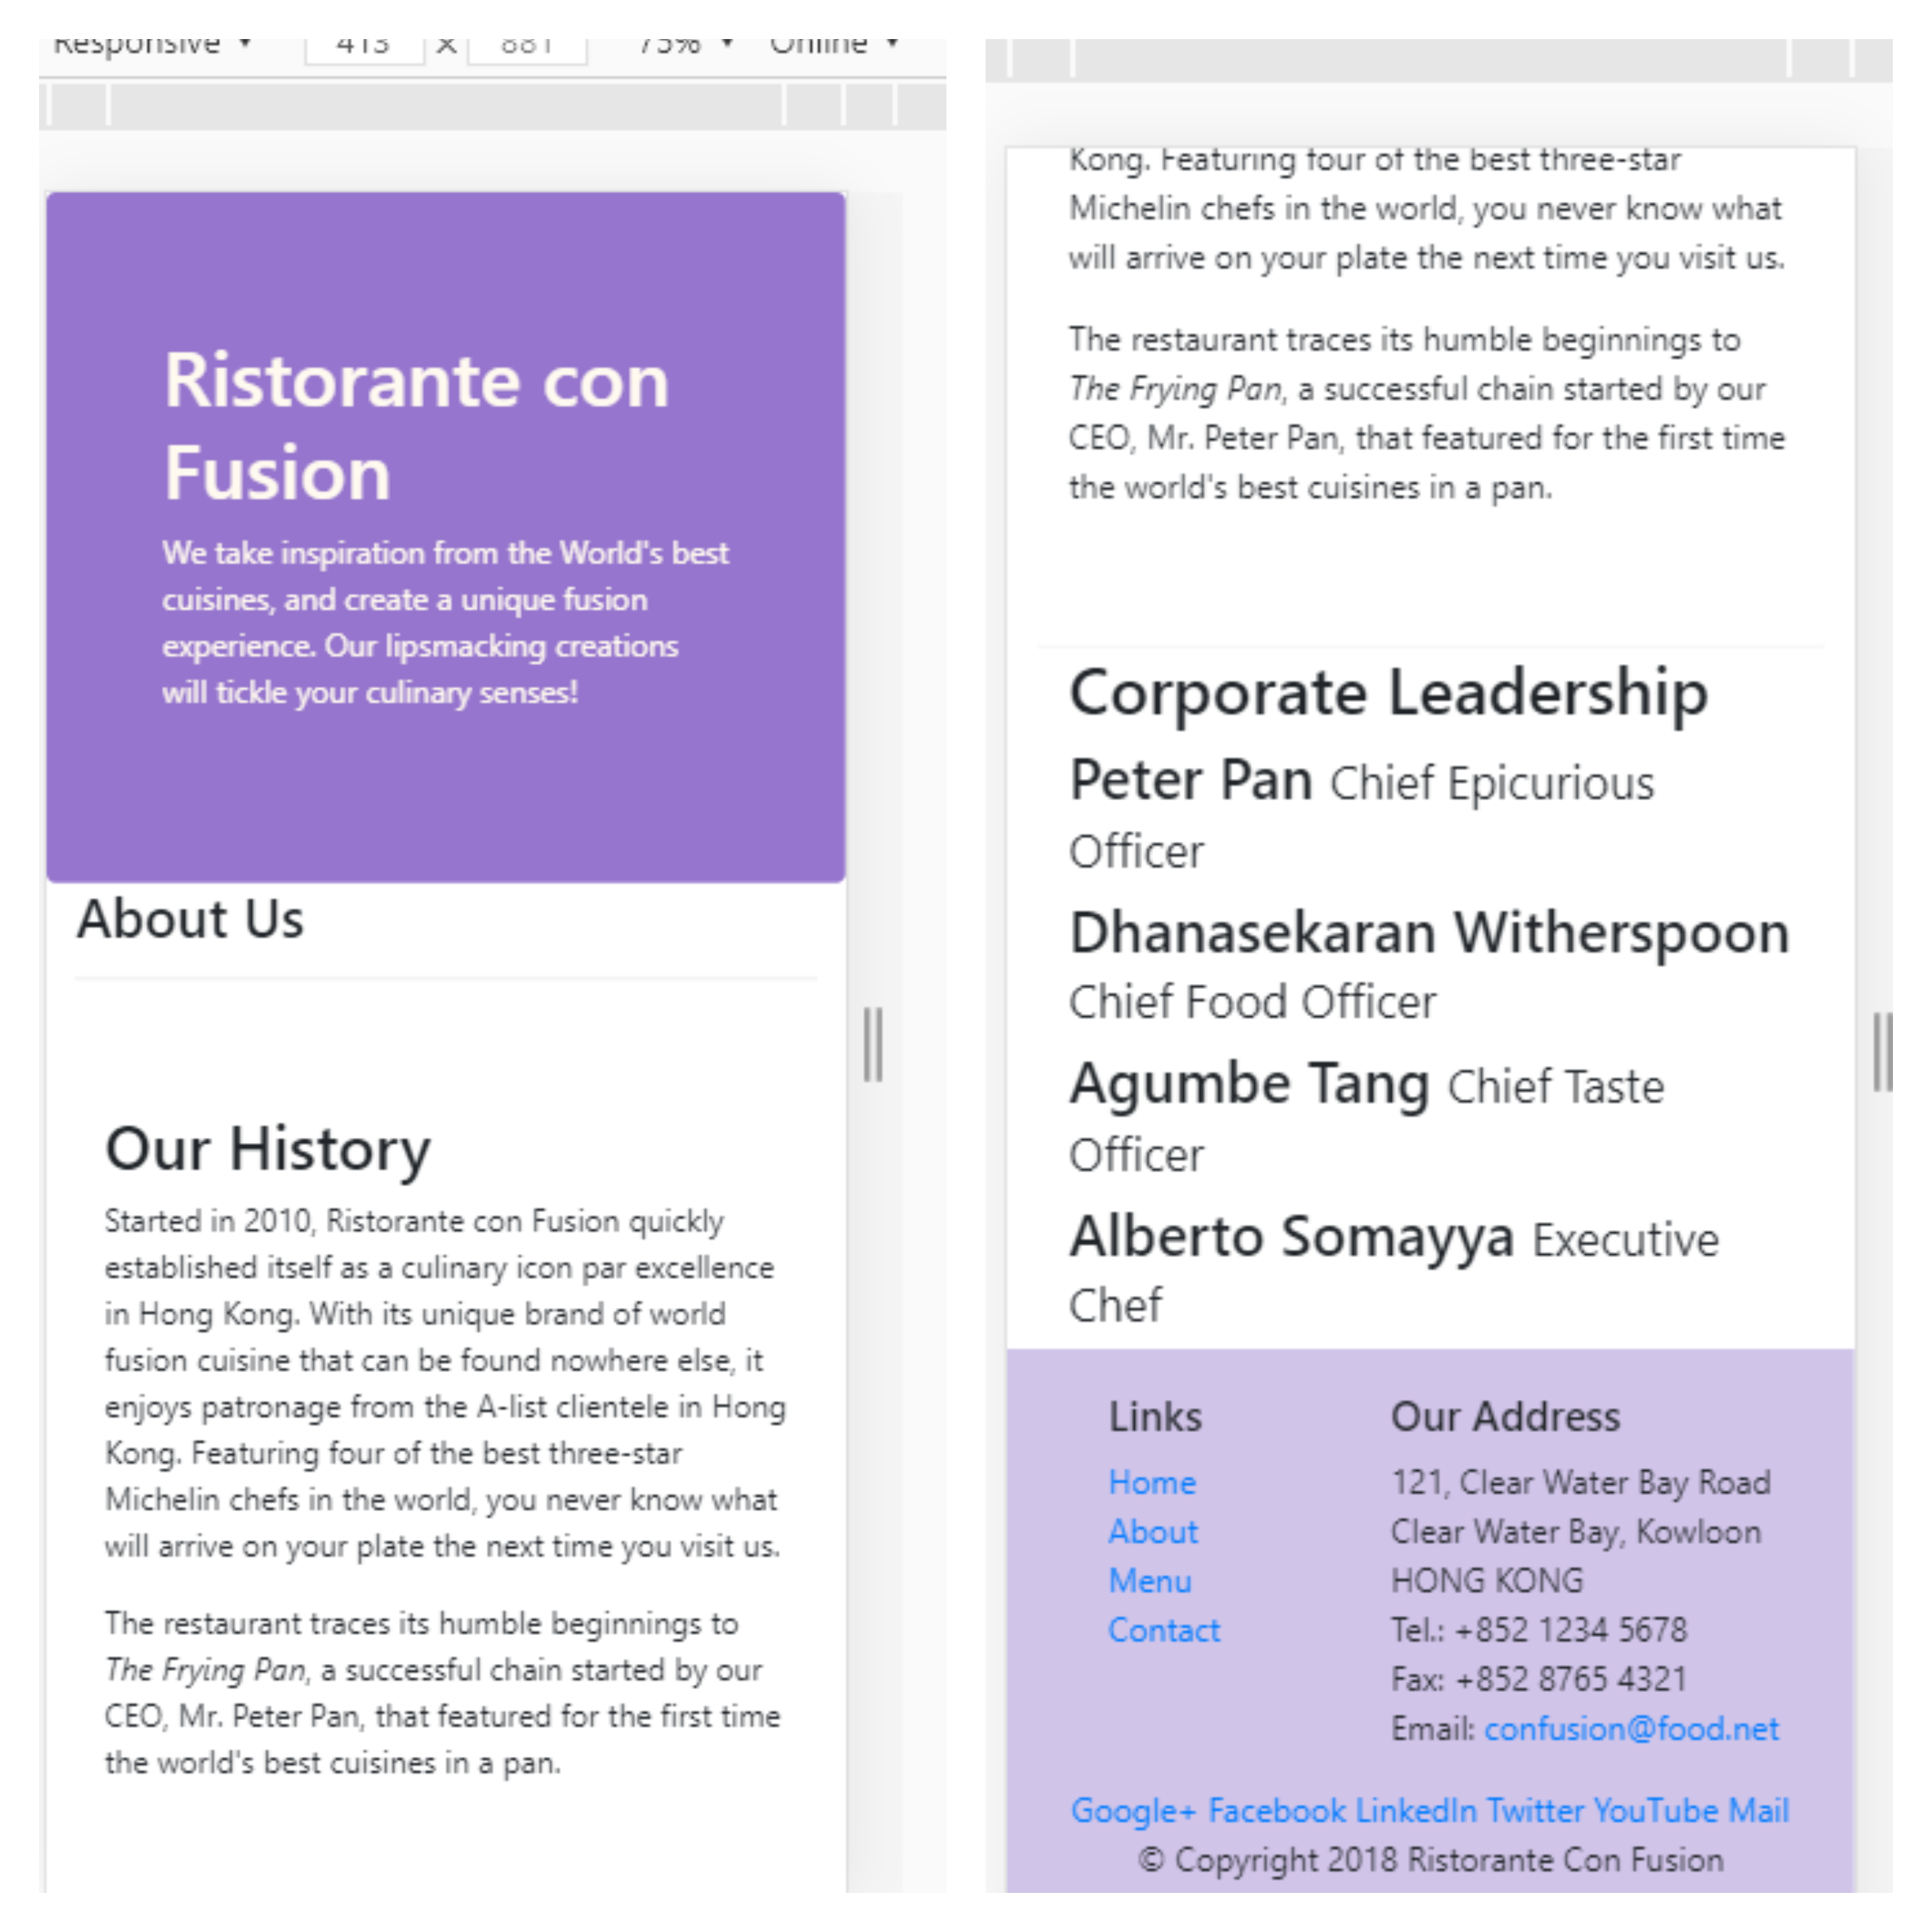 Responsive ▼ 413 x 881 75% ▼ Online ▼
Ristorante con
Fusion
We take inspiration from the World's best
cuisines, and create a unique fusion
experience. Our lipsmacking creations
will tickle your culinary senses!
About Us
Our History
Started in 2010, Ristorante con Fusion quickly
established itself as a culinary icon par excellence
in Hong Kong. With its unique brand of world
fusion cuisine that can be found nowhere else, it
enjoys patronage from the A-list clientele in Hong
Kong. Featuring four of the best three-star
Michelin chefs in the world, you never know what
will arrive on your plate the next time you visit us.
The restaurant traces its humble beginnings to
The Frying Pan, a successful chain started by our
CEO, Mr. Peter Pan, that featured for the first time
the world's best cuisines in a pan.
Kong. Featuring four of the best three-star
Michelin chefs in the world, you never know what
will arrive on your plate the next time you visit us.
The restaurant traces its humble beginnings to
The Frying Pan, a successful chain started by our
CEO, Mr. Peter Pan, that featured for the first time
the world's best cuisines in a pan.
Corporate Leadership
Peter Pan Chief Epicurious
Officer
Dhanasekaran Witherspoon
Chief Food Officer
Agumbe Tang Chief Taste
Officer
Alberto Somayya Executive
Chef
Links
Home
About
Menu
Contact
Our Address
121, Clear Water Bay Road
Clear Water Bay, Kowloon
HONG KONG
Tel.: +852 1234 5678
Fax: +852 8765 4321
Email: confusion@food.net
Google+ Facebook LinkedIn Twitter YouTube Mail
© Copyright 2018 Ristorante Con Fusion